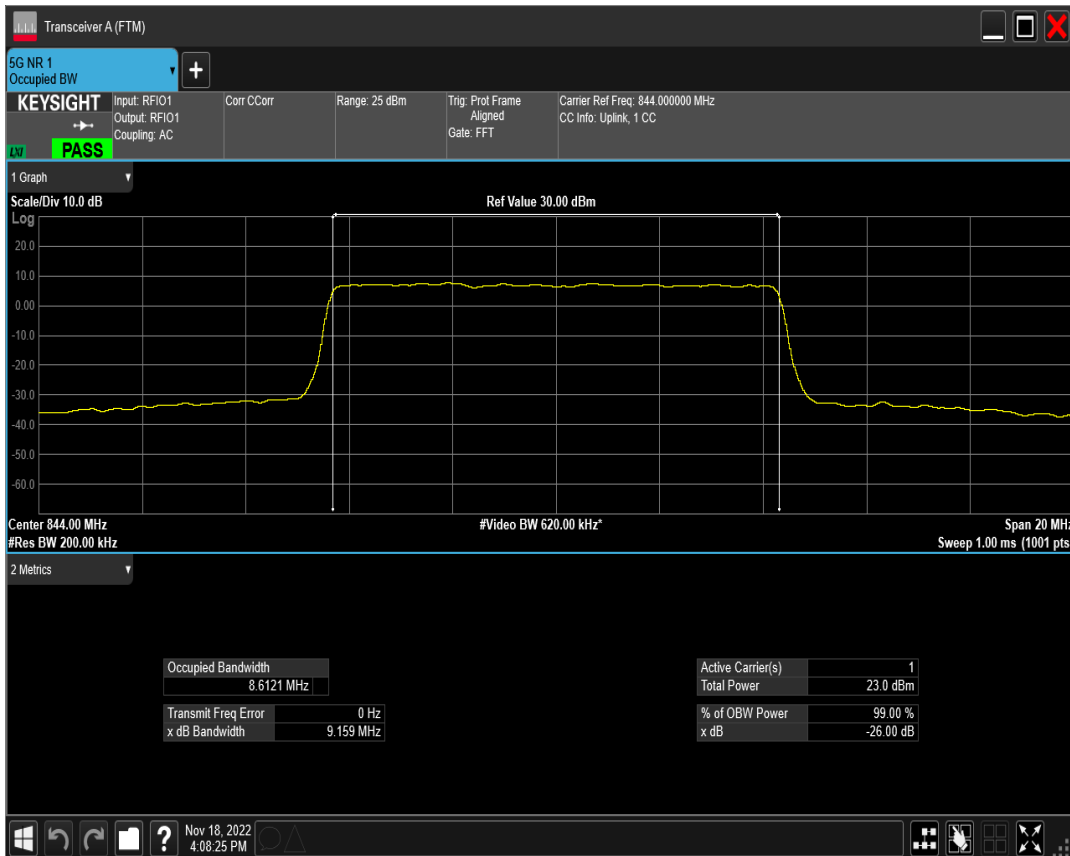 Transceiver A (FTM)
5G NR 1
Occupied BW
KEYSIGHT
LXI
PASS
Input: RFIO1
Output: RFIO1
Coupling: AC
Corr CCorr
Range: 25 dBm
Trig: Prot Frame
Aligned
Gate: FFT
Carrier Ref Freq: 844.000000 MHz
CC Info: Uplink, 1 CC
1 Graph
Scale/Div 10.0 dB
Ref Value 30.00 dBm
Log
20.0
10.0
0.00
-10.0
-20.0
-30.0
-40.0
-50.0
-60.0
Center 844.00 MHz
#Video BW 620.00 kHz*
Span 20 MHz
#Res BW 200.00 kHz
Sweep 1.00 ms (1001 pts
2 Metrics
Occupied Bandwidth
8.6121 MHz
Transmit Freq Error 0 Hz
x dB Bandwidth 9.159 MHz
Active Carrier(s) 1
Total Power 23.0 dBm
% of OBW Power 99.00 %
x dB -26.00 dB
?
Nov 18, 2022
4:08:25 PM